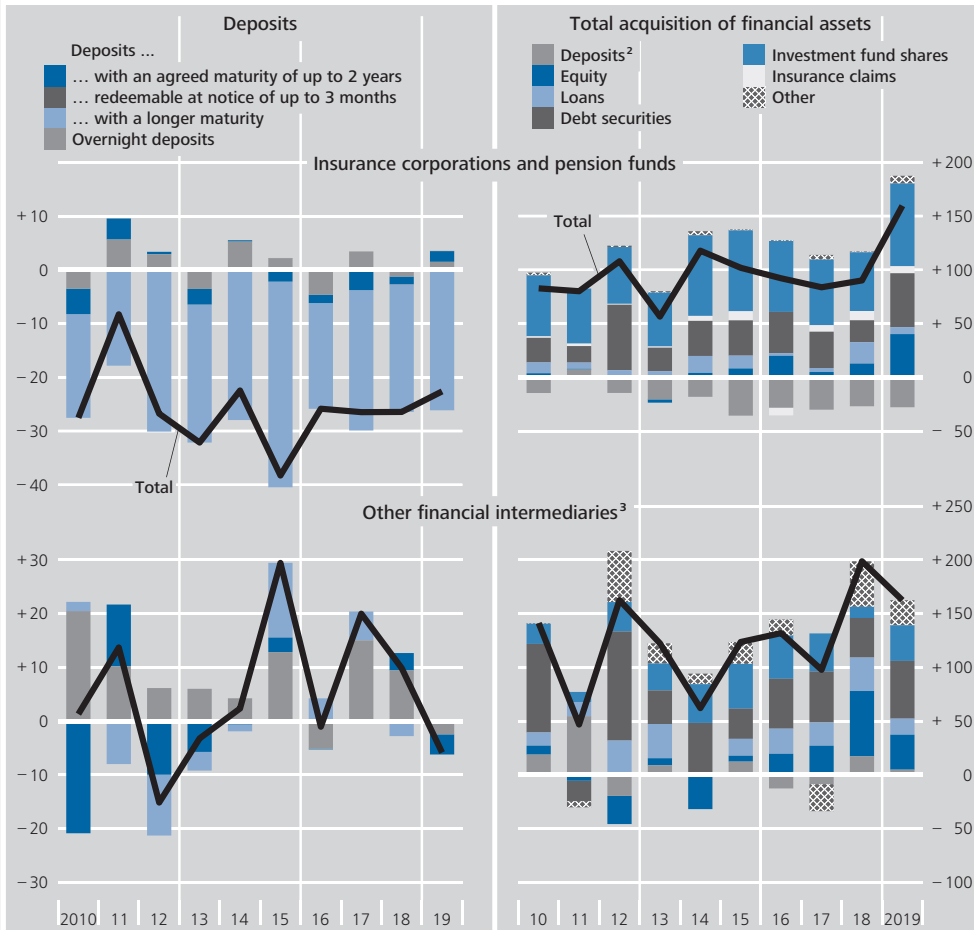 Deposits
Deposits ...
... with an agreed maturity of up to 2 years
... redeemable at notice of up to 3 months
... with a longer maturity
Overnight deposits
Total acquisition of financial assets
Deposits²
Equity
Loans
Debt securities
Investment fund shares
Insurance claims
Other
Insurance corporations and pension funds
+ 10
0
– 10
– 20
– 30
– 40
Total
Total
+ 200
+ 150
+ 100
+ 50
0
– 50
Other financial intermediaries³
+ 30
+ 20
+ 10
0
– 10
– 20
– 30
+ 250
+ 200
+ 150
+ 100
+ 50
0
– 50
– 100
2010 11 12 13 14 15 16 17 18 19
10 11 12 13 14 15 16 17 18 2019